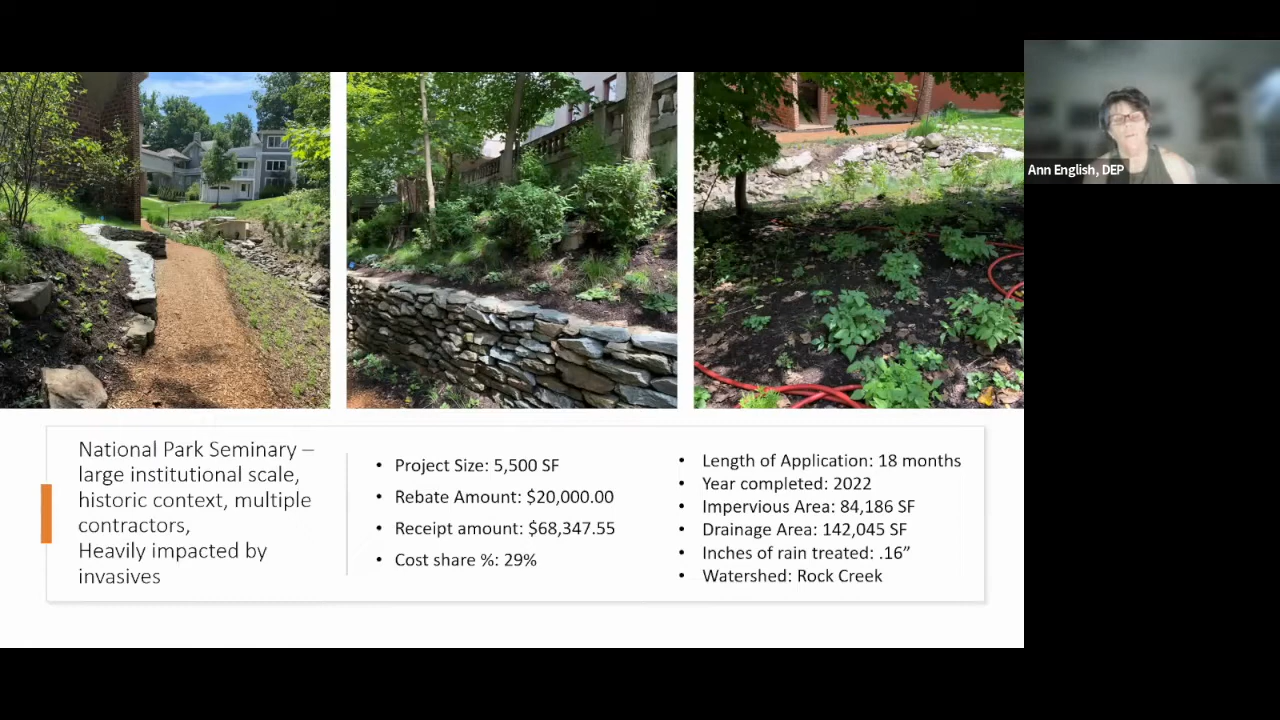 Ann English, DEP
National Park Seminary –
large institutional scale,
historic context, multiple
contractors,
Heavily impacted by
invasives
• Project Size: 5,500 SF
• Rebate Amount: $20,000.00
• Receipt amount: $68,347.55
• Cost share %: 29%
• Length of Application: 18 months
• Year completed: 2022
• Impervious Area: 84,186 SF
• Drainage Area: 142,045 SF
• Inches of rain treated: .16”
• Watershed: Rock Creek